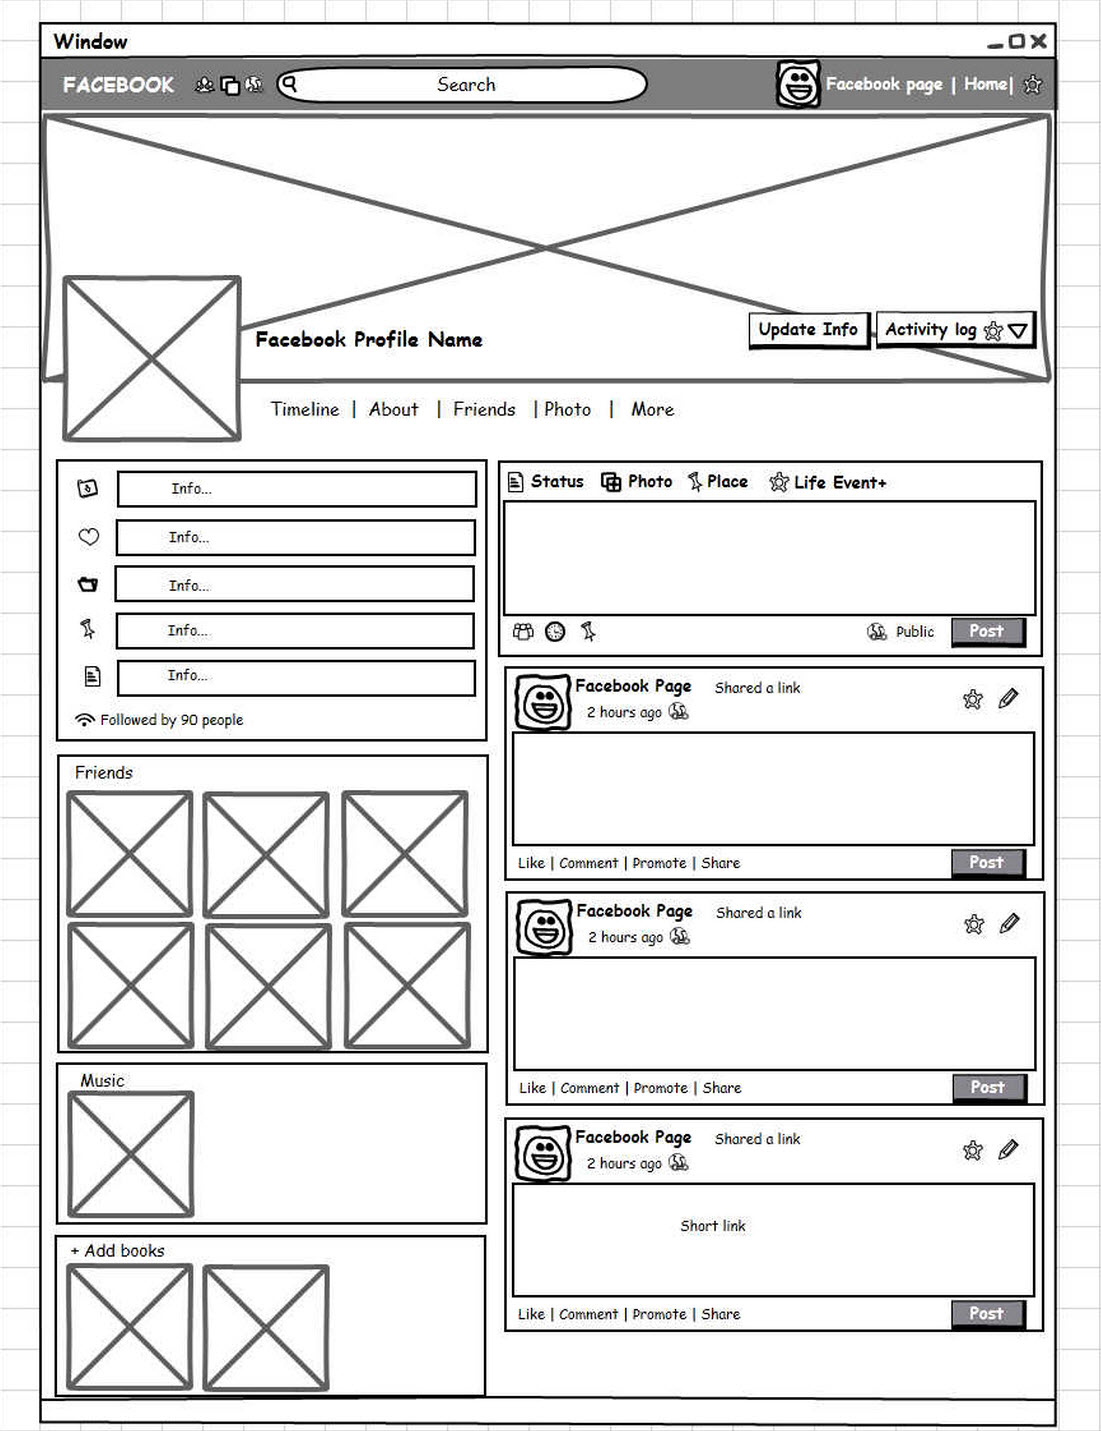 Window
FACEBOOK Search Facebook page | Home|
Facebook Profile Name Update Info Activity log
Timeline | About | Friends | Photo | More
Info...
Info...
Info...
Info...
Info...
Followed by 90 people
Friends
Music
+ Add books
Status Photo Place Life Event+
Public Post
Facebook Page Shared a link
2 hours ago
Like | Comment | Promote | Share Post
Facebook Page Shared a link
2 hours ago
Like | Comment | Promote | Share Post
Facebook Page Shared a link
2 hours ago
Short link
Like | Comment | Promote | Share Post